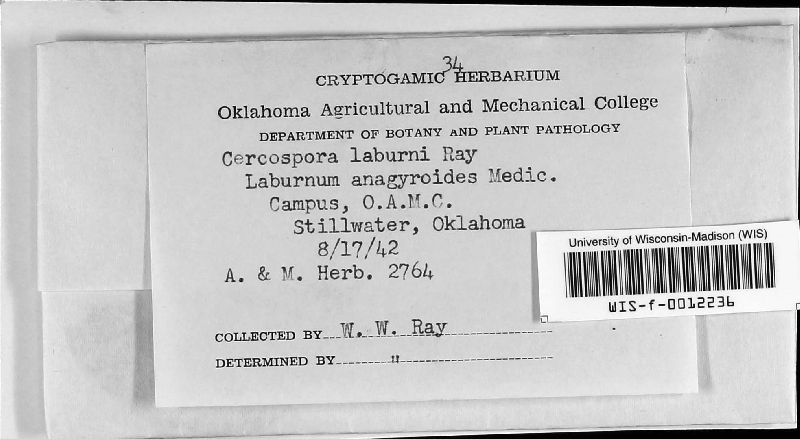 34
CRYPTOGAMIC HERBARIUM
Oklahoma Agricultural and Mechanical College
DEPARTMENT OF BOTANY AND PLANT PATHOLOGY
Cercospora laburni Ray
Laburnum anagyroides Medic.
Campus, O.A.M.C.
Stillwater, Oklahoma
8/17/42
A. & M. Herb. 2764
COLLECTED BY W. W. Ray
DETERMINED BY "
University of Wisconsin-Madison (WIS)
WIS-f-0012236